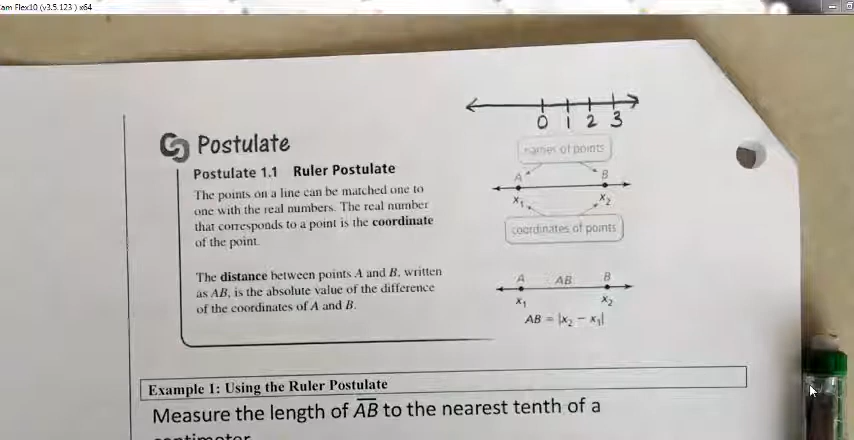 am Flex10 (v3.5.123 ) x64
0 1 2 3
Postulate
names of points
Postulate 1.1 Ruler Postulate
A B
The points on a line can be matched one to
one with the real numbers. The real number
that corresponds to a point is the coordinate
of the point.
x₁ x₂
coordinates of points
The distance between points A and B, written
as AB, is the absolute value of the difference
of the coordinates of A and B.
A AB B
x₁ x₂
AB = |x₂ − x₁|
Example 1: Using the Ruler Postulate
Measure the length of A̅B̅ to the nearest tenth of a
centimeter